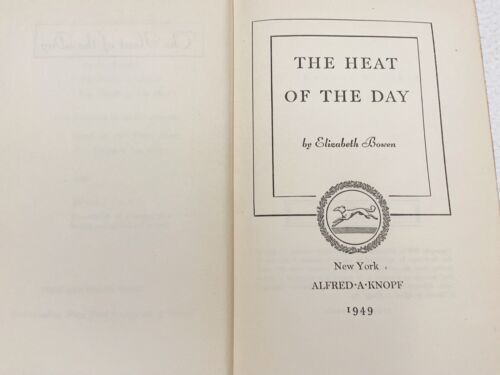 THE HEAT
OF THE DAY
by Elizabeth Bowen
New York
ALFRED·A·KNOPF
1949